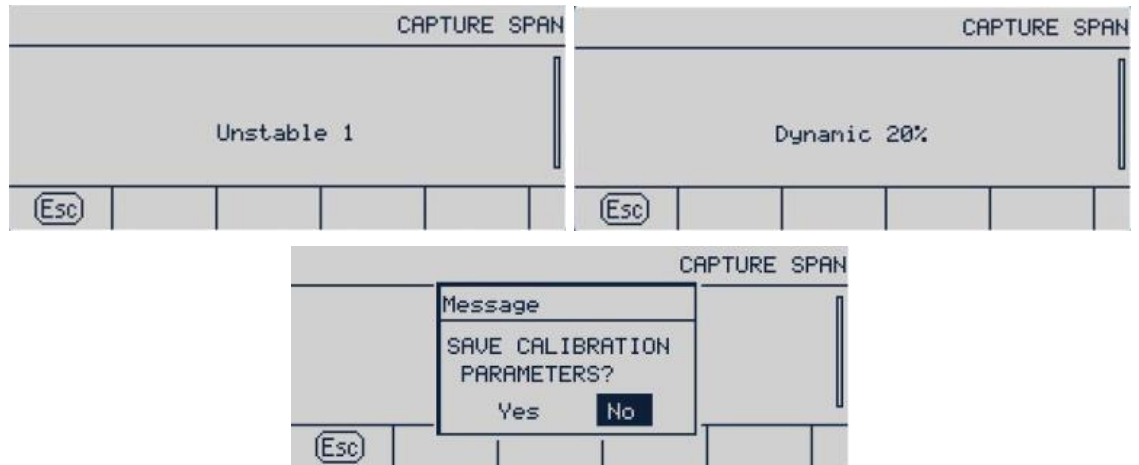 CAPTURE SPAN
Unstable 1
Esc
CAPTURE SPAN
Dynamic 20%
Esc
CAPTURE SPAN
Message
SAVE CALIBRATION
PARAMETERS?
Yes No
Esc